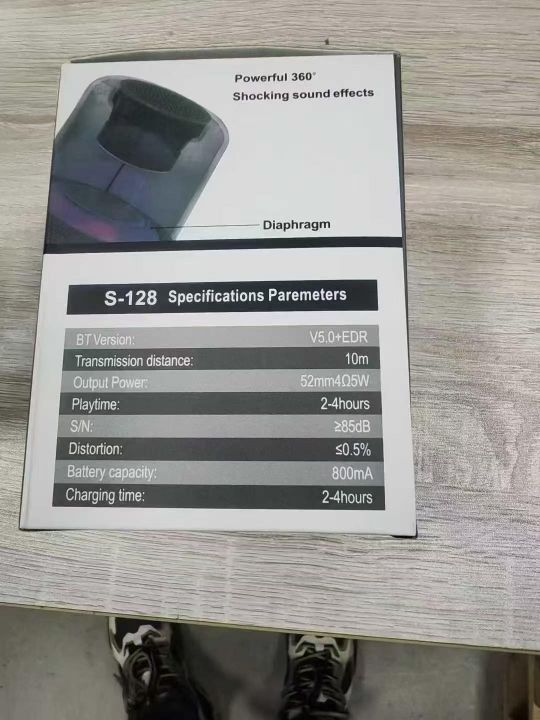 Powerful 360°
Shocking sound effects
Diaphragm
S-128 Specifications Paremeters
BT Version: V5.0+EDR
Transmission distance: 10m
Output Power: 52mm4Ω5W
Playtime: 2-4hours
S/N: ≥85dB
Distortion: ≤0.5%
Battery capacity: 800mA
Charging time: 2-4hours